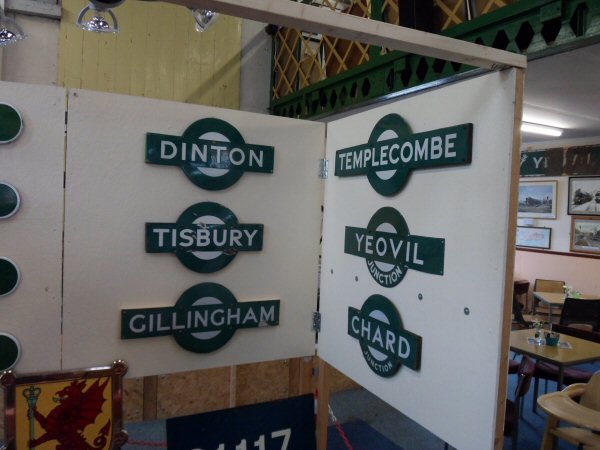 DINTON
TISBURY
GILLINGHAM
TEMPLECOMBE
YEOVIL
JUNCTION
CHARD
JUNCTION